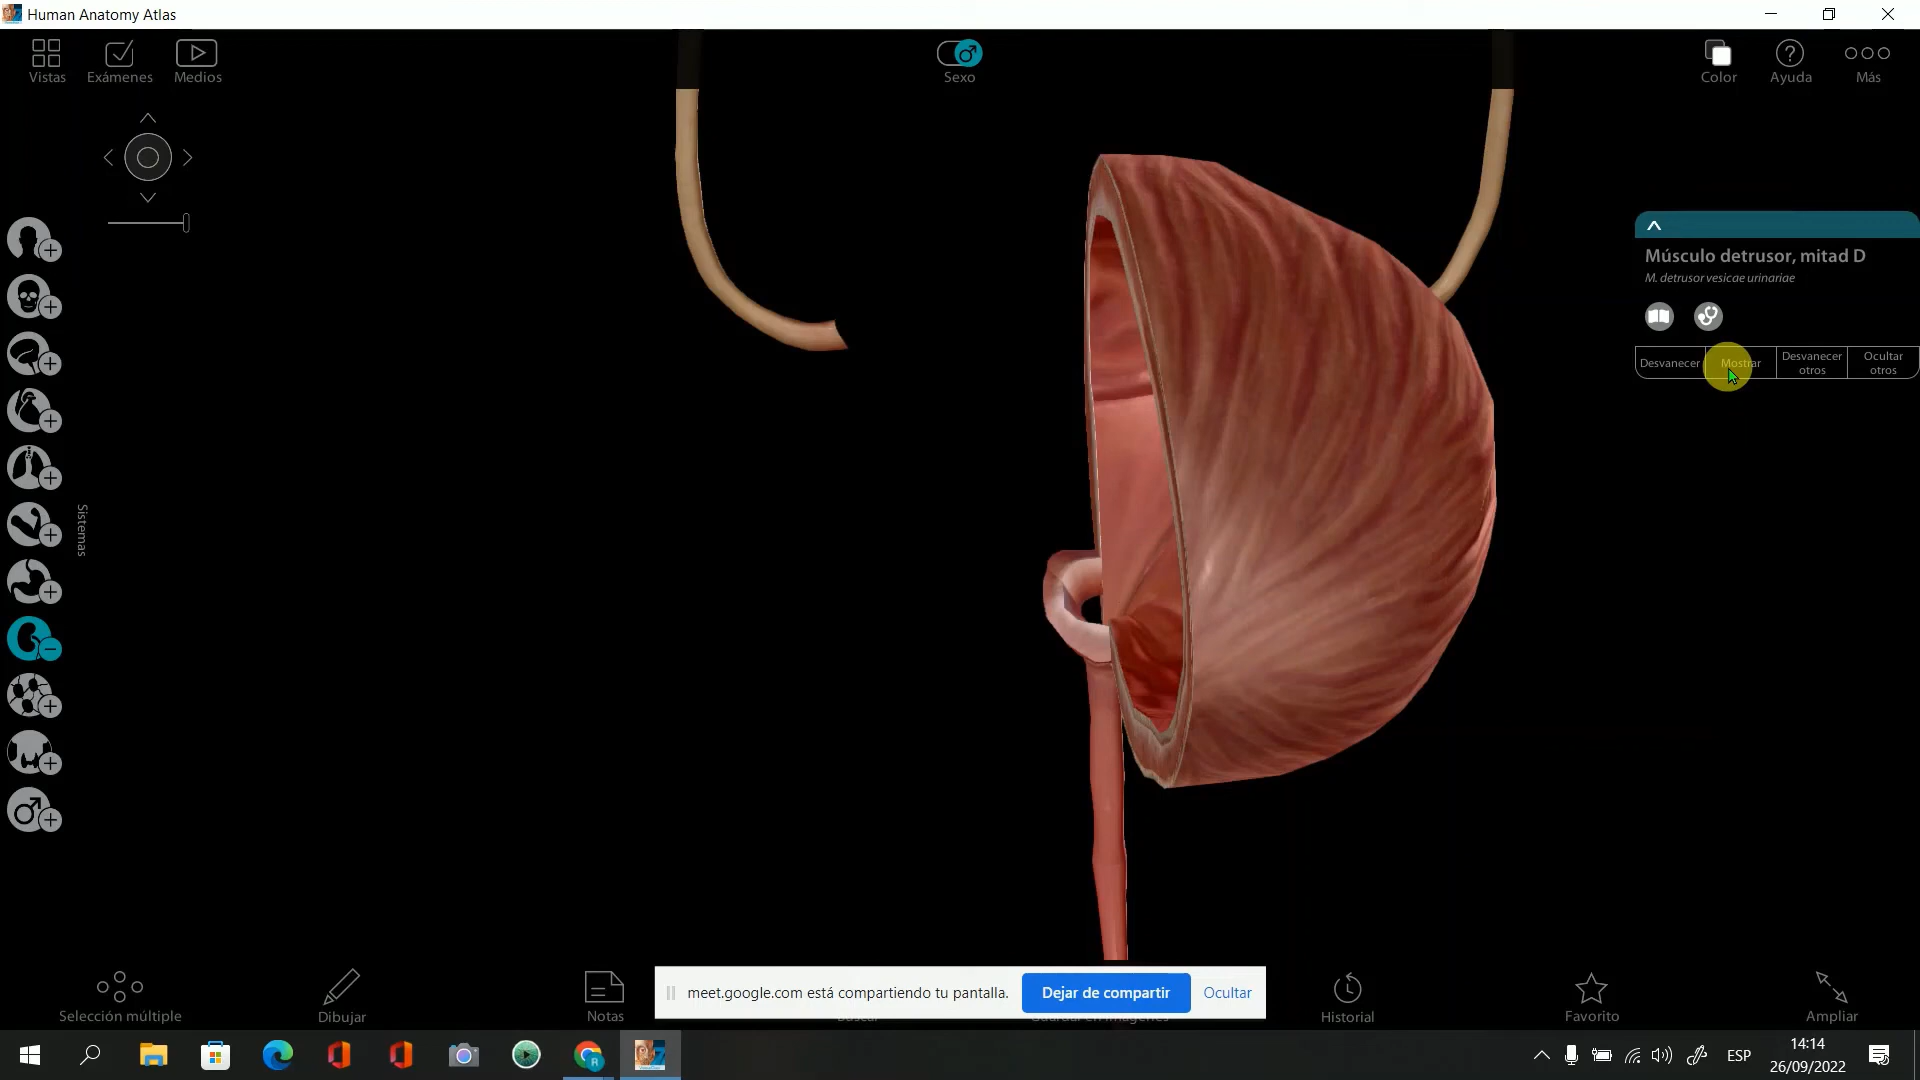 Human Anatomy Atlas
Vistas
Exámenes
Medios
Sexo
Color
Ayuda
Más
Músculo detrusor, mitad D
M. detrusor vesicae urinariae
Desvanecer
Mostrar
Desvanecer otros
Ocultar otros
Sistemas
Selección múltiple
Dibujar
Notas
meet.google.com está compartiendo tu pantalla.
Dejar de compartir
Ocultar
Historial
Favorito
Ampliar
ESP
14:14
26/09/2022